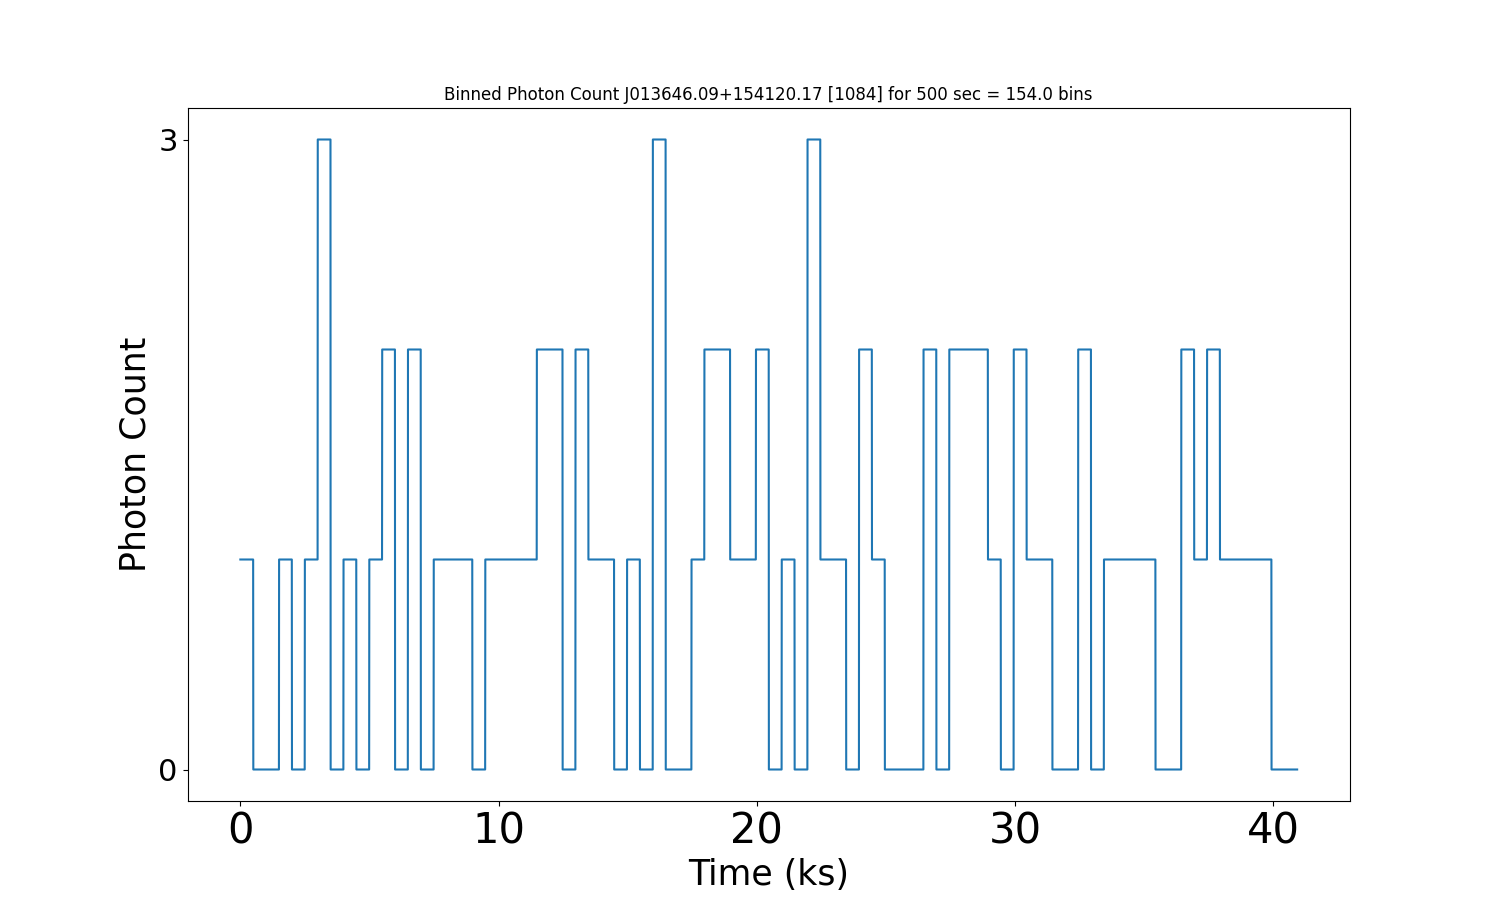 Binned Photon Count J013646.09+154120.17 [1084] for 500 sec = 154.0 bins
3
Photon Count
0
0 10 20 30 40
Time (ks)